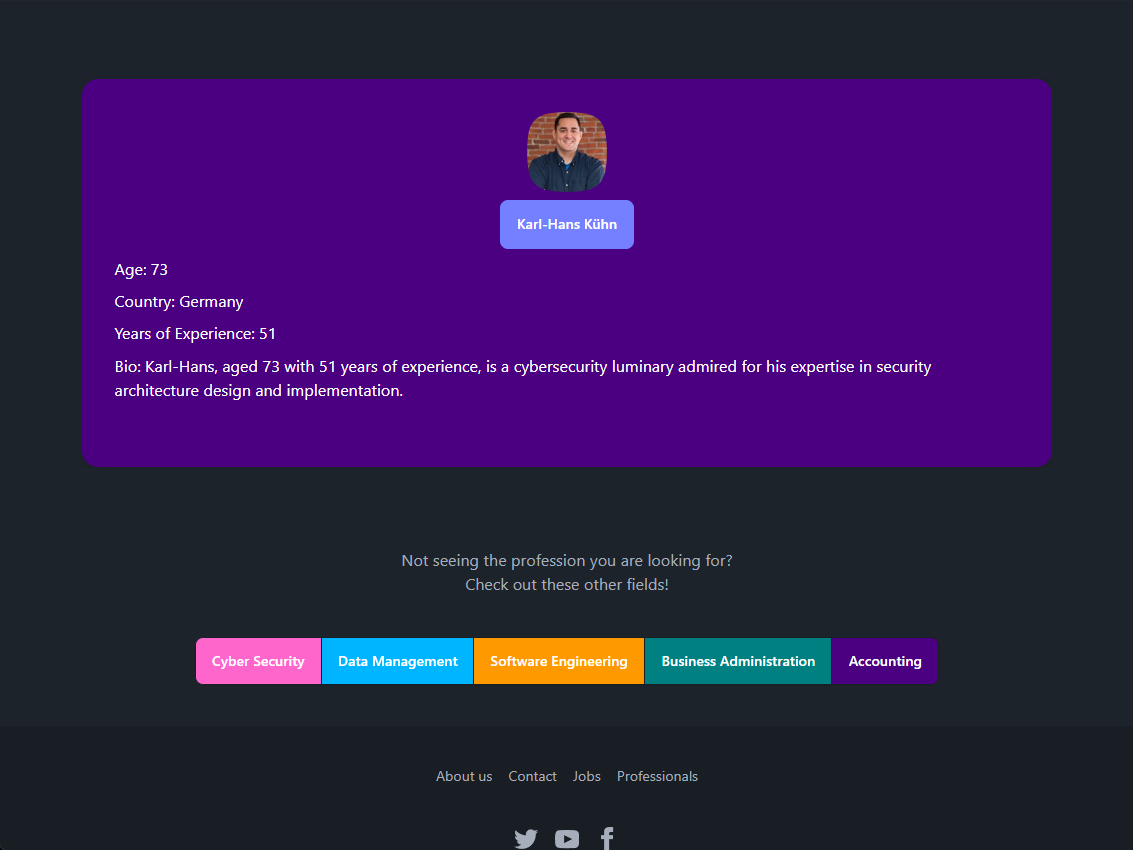 Karl-Hans Kühn
Age: 73
Country: Germany
Years of Experience: 51
Bio: Karl-Hans, aged 73 with 51 years of experience, is a cybersecurity luminary admired for his expertise in security
architecture design and implementation.
Not seeing the profession you are looking for?
Check out these other fields!
Cyber Security Data Management Software Engineering Business Administration Accounting
About us Contact Jobs Professionals